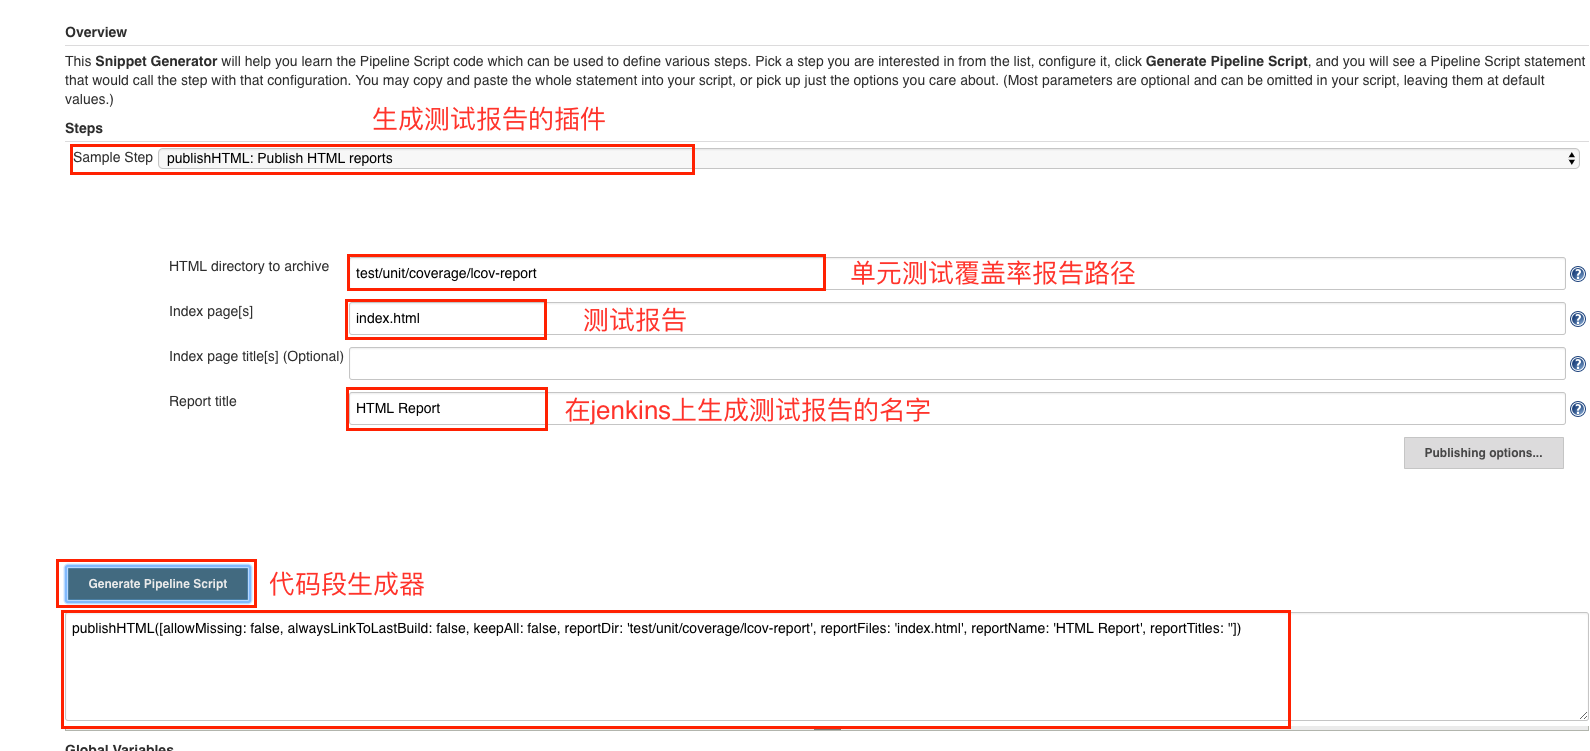 Overview
This Snippet Generator will help you learn the Pipeline Script code which can be used to define various steps. Pick a step you are interested in from the list, configure it, click Generate Pipeline Script, and you will see a Pipeline Script statement
that would call the step with that configuration. You may copy and paste the whole statement into your script, or pick up just the options you care about. (Most parameters are optional and can be omitted in your script, leaving them at default
values.)
生成测试报告的插件
Steps
Sample Step publishHTML: Publish HTML reports
HTML directory to archive test/unit/coverage/lcov-report 单元测试覆盖率报告路径
Index page[s] index.html 测试报告
Index page title[s] (Optional)
Report title HTML Report 在jenkins上生成测试报告的名字
Publishing options...
Generate Pipeline Script 代码段生成器
publishHTML([allowMissing: false, alwaysLinkToLastBuild: false, keepAll: false, reportDir: 'test/unit/coverage/lcov-report', reportFiles: 'index.html', reportName: 'HTML Report', reportTitles: ''])
Global Variables